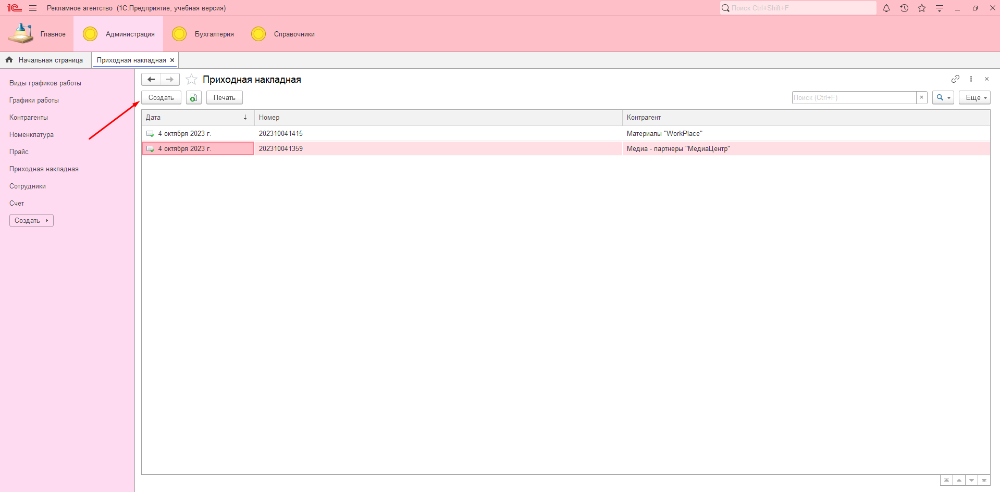 1С Рекламное агентство (1С:Предприятие, учебная версия) Поиск Ctrl+Shift+F
Главное Администрация Бухгалтерия Справочники
Начальная страница Приходная накладная
Приходная накладная
Создать Печать Поиск (Ctrl+F) Еще
Дата Номер Контрагент
4 октября 2023 г. 202310041415 Материалы "WorkPlace"
4 октября 2023 г. 202310041359 Медиа - партнеры "МедиаЦентр"
Виды графиков работы
Графики работы
Контрагенты
Номенклатура
Прайс
Приходная накладная
Сотрудники
Счет
Создать